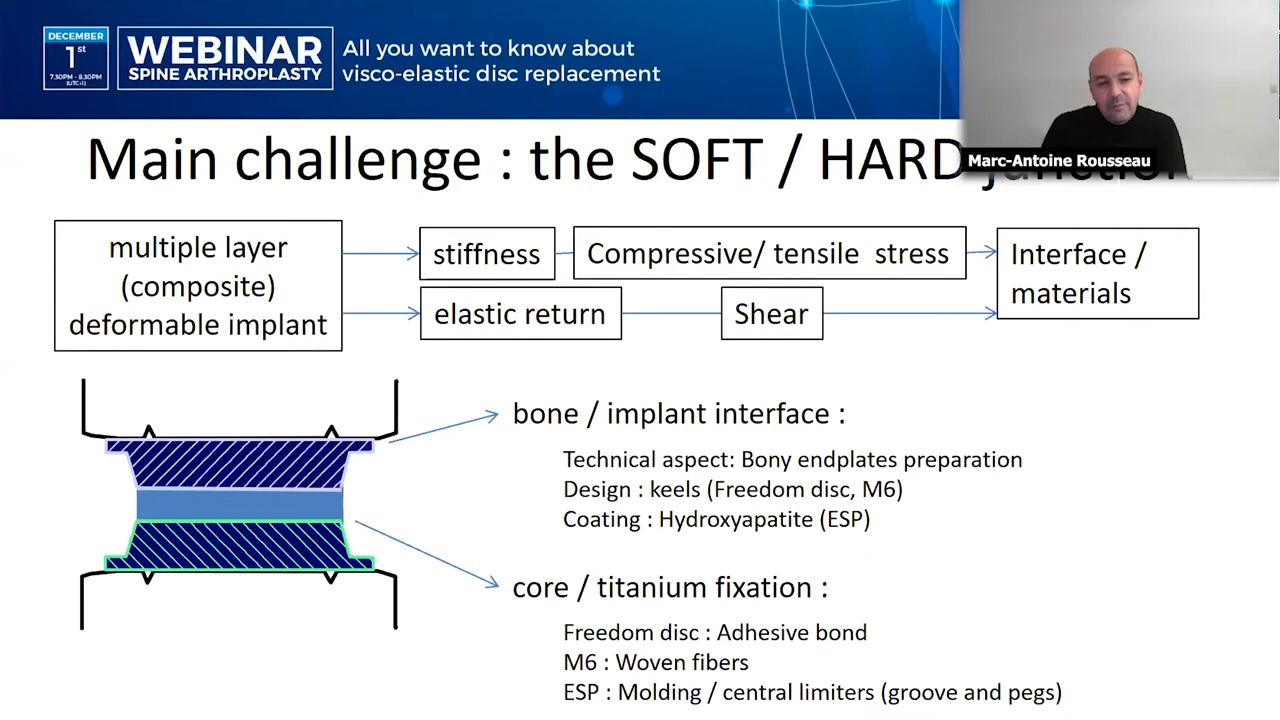 DECEMBER
1st
7.30PM - 8.30PM
(UTC+1)
WEBINAR
SPINE ARTHROPLASTY
All you want to know about
visco-elastic disc replacement
Marc-Antoine Rousseau
Main challenge : the SOFT / HARD junction
multiple layer
(composite)
deformable implant
stiffness
Compressive/ tensile stress
Interface /
materials
elastic return
Shear
bone / implant interface :
Technical aspect: Bony endplates preparation
Design : keels (Freedom disc, M6)
Coating : Hydroxyapatite (ESP)
core / titanium fixation :
Freedom disc : Adhesive bond
M6 : Woven fibers
ESP : Molding / central limiters (groove and pegs)